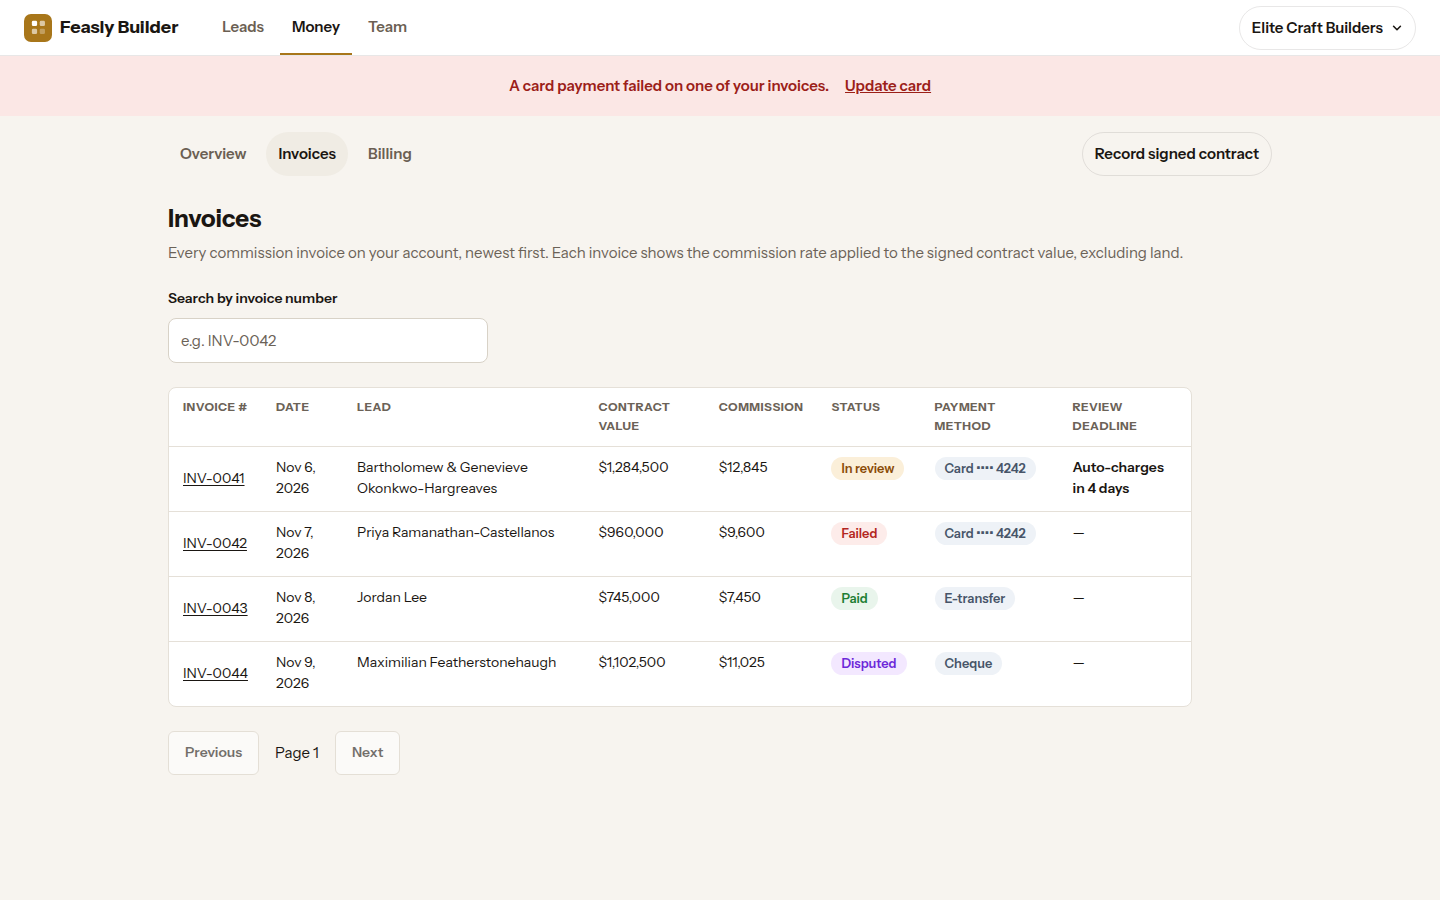 Feasly Builder
Leads
Money
Team
Elite Craft Builders
A card payment failed on one of your invoices. Update card
Overview
Invoices
Billing
Record signed contract
Invoices
Every commission invoice on your account, newest first. Each invoice shows the commission rate applied to the signed contract value, excluding land.
Search by invoice number
e.g. INV-0042
INVOICE #
DATE
LEAD
CONTRACT
VALUE
COMMISSION
STATUS
PAYMENT
METHOD
REVIEW
DEADLINE
INV-0041
Nov 6,
2026
Bartholomew & Genevieve
Okonkwo-Hargreaves
$1,284,500
$12,845
In review
Card •••• 4242
Auto-charges
in 4 days
INV-0042
Nov 7,
2026
Priya Ramanathan-Castellanos
$960,000
$9,600
Failed
Card •••• 4242
—
INV-0043
Nov 8,
2026
Jordan Lee
$745,000
$7,450
Paid
E-transfer
—
INV-0044
Nov 9,
2026
Maximilian Featherstonehaugh
$1,102,500
$11,025
Disputed
Cheque
—
Previous
Page 1
Next